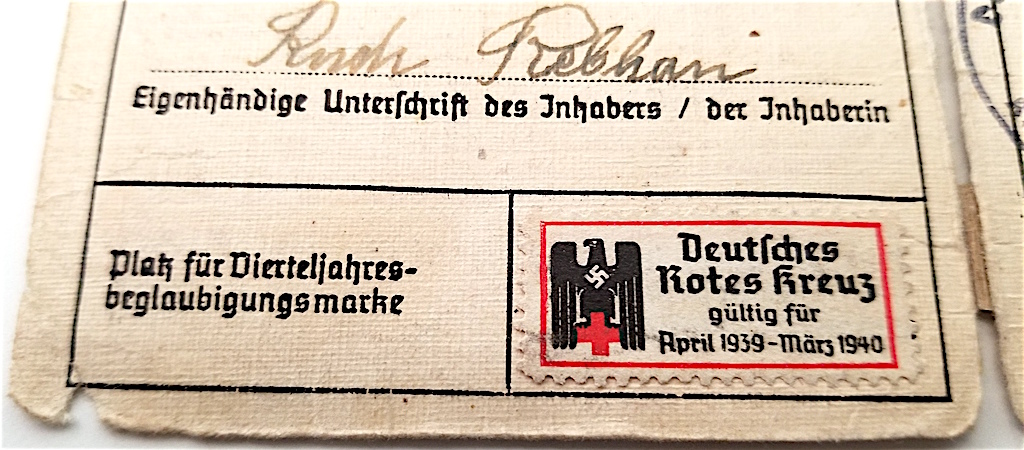 Rebhan
Eigenhändige Unterschrift des Inhabers / der Inhaberin
Platz für Vierteljahres-
beglaubigungsmarke
Deutsches
Rotes Kreuz
gültig für
April 1939-März 1940